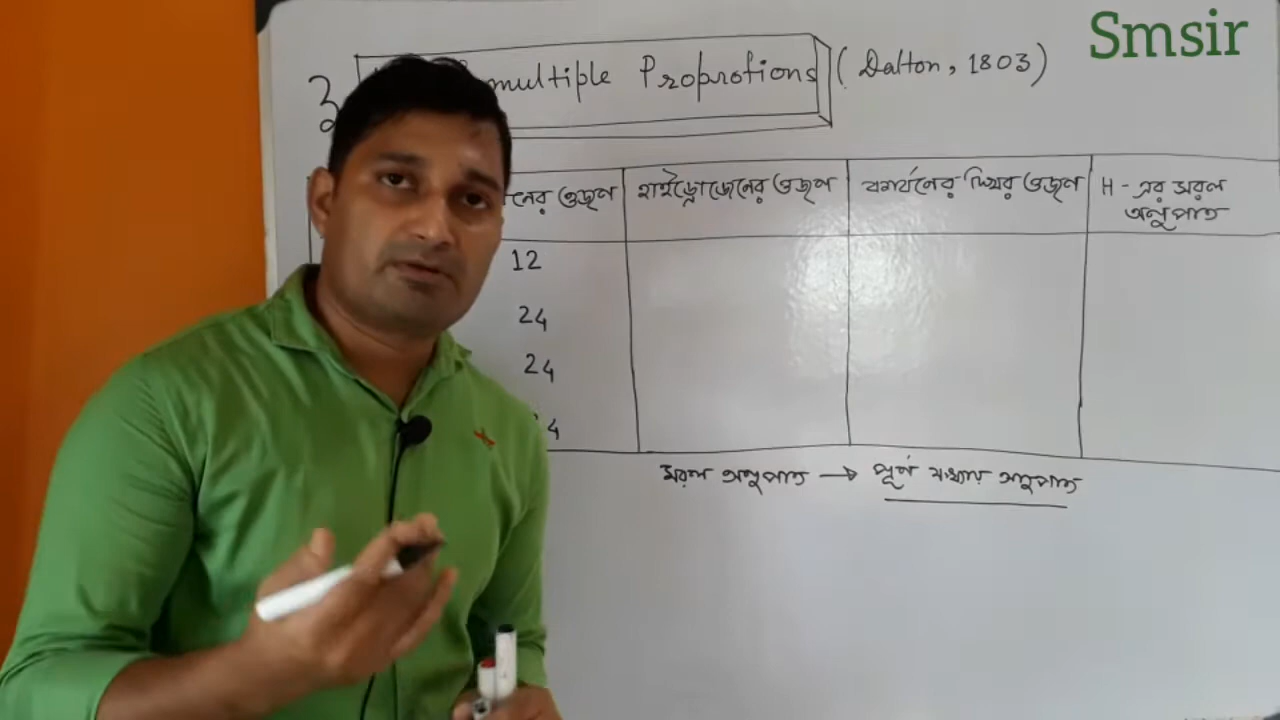 Smsir
3
multiple Proprotions (Dalton, 1803)
নের ওজন হাইড্রোজেনের ওজন কার্বনের স্থির ওজন H - এর সরল
অনুপাত
12
24
24
4
সরল অনুপাত → পূর্ণ সংখ্যার অনুপাত